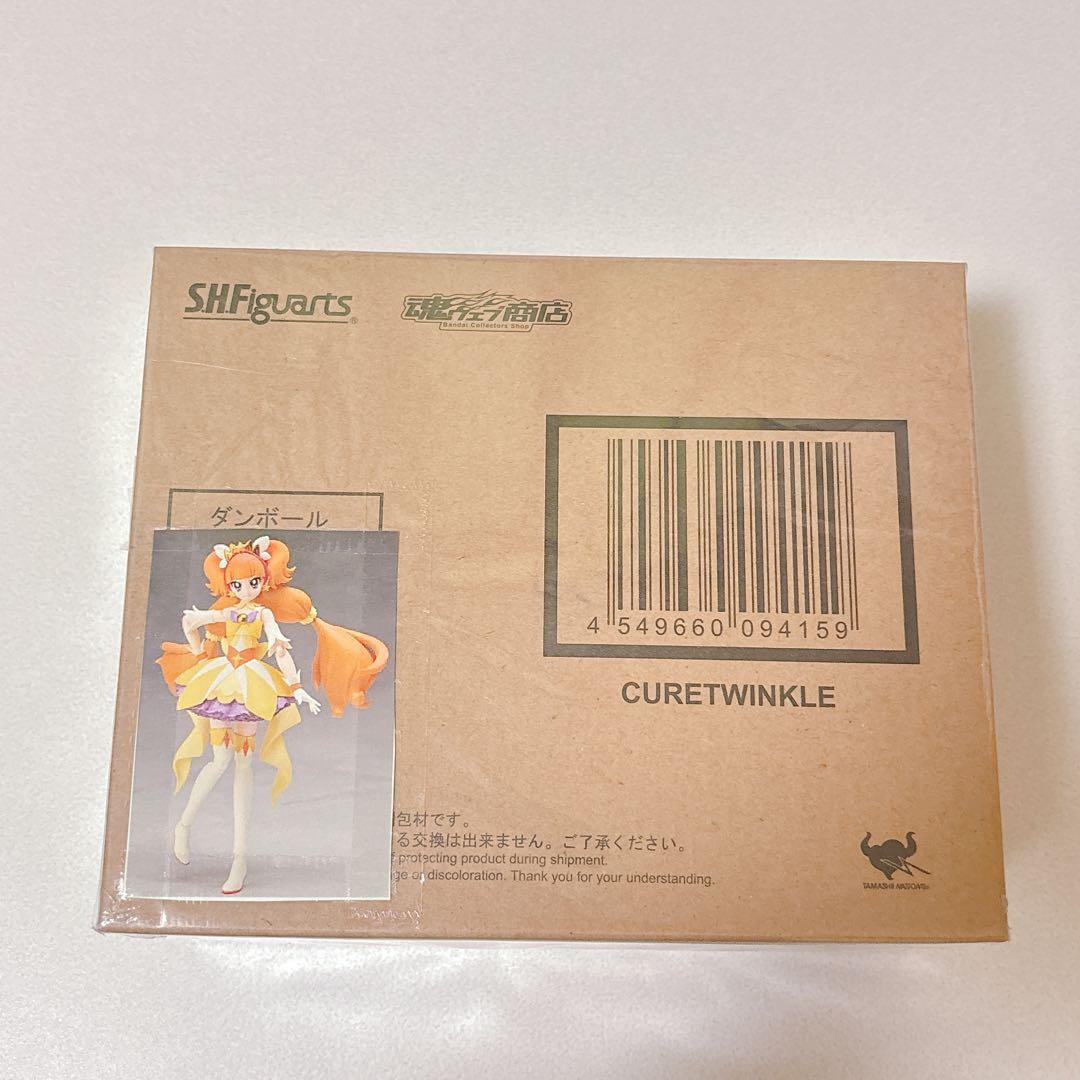 S.H.Figuarts
魂ウェブ商店
Bandai Collectors Shop
ダンボール
4 549660 094159
CURETWINKLE
包材です。
る交換は出来ません。ご了承ください。
f protecting product during shipment.
ge or discoloration. Thank you for your understanding.
TAMASHII NATIONS